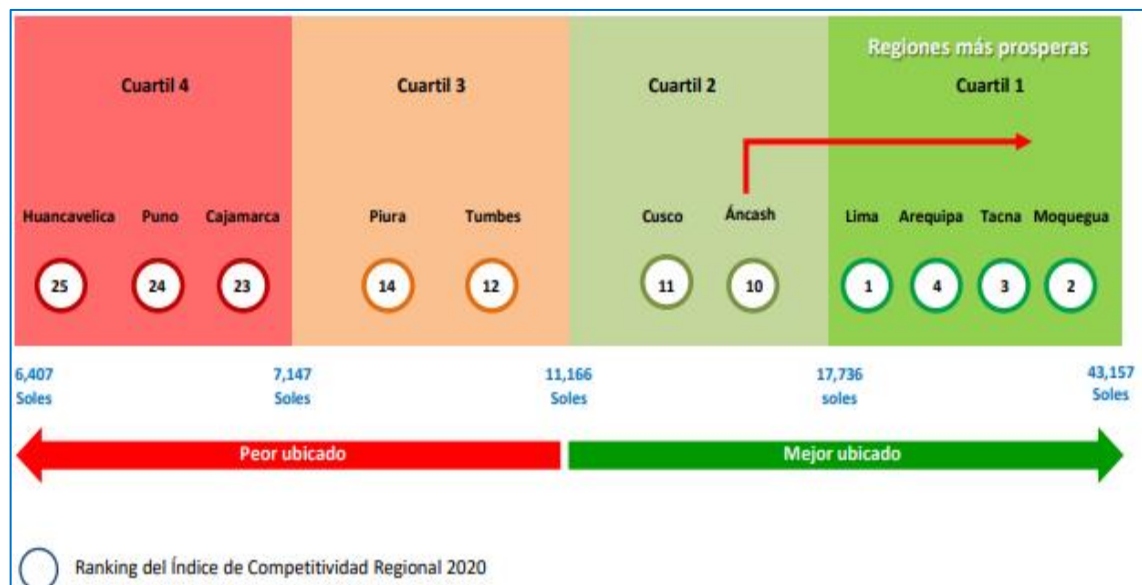 Regiones más prosperas
Cuartil 4 Cuartil 3 Cuartil 2 Cuartil 1
Huancavelica Puno Cajamarca Piura Tumbes Cusco Áncash Lima Arequipa Tacna Moquegua
25 24 23 14 12 11 10 1 4 3 2
6,407 7,147 11,166 17,736 43,157
Soles Soles Soles soles Soles
Peor ubicado Mejor ubicado
Ranking del Índice de Competitividad Regional 2020